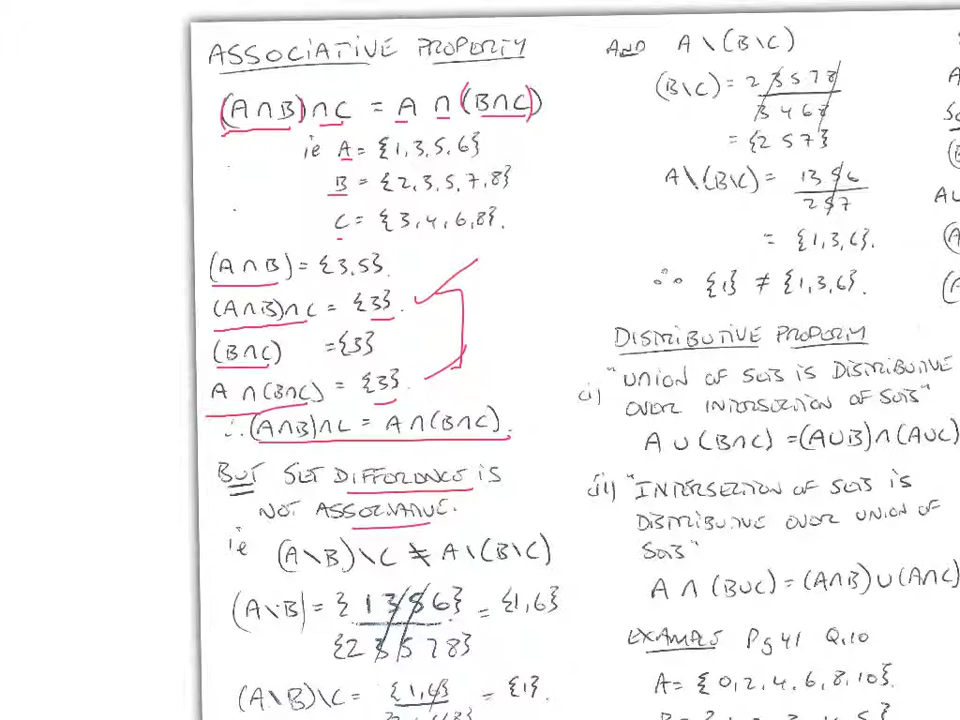 ASSOCIATIVE PROPERTY
(A∩B)∩C = A ∩ (B∩C)
ie A = {1,3,5,6}
B = {2,3,5,7,8}
C = {3,4,6,8}.
(A∩B) = {3,5}.
(A∩B)∩C = {3}.
(B∩C) = {3}
A ∩(B∩C) = {3}.
∴ (A∩B)∩C = A∩(B∩C).
BUT SET DIFFERENCE IS
NOT ASSOCIATIVE.
ie (A\B)\C ≠ A\(B\C)
(A\B) = {1 3 5 6} = {1,6}
{2 3 5 7 8}
(A\B)\C = {1,6} = {1}.
AND A\(B\C)
(B\C) = 2 3 5 7 8
3 4 6 8
= {2 5 7}
A\(B\C) = 1 3 5 6
2 5 7
= {1,3,6}.
∴ {1} ≠ {1,3,6}.
DISTRIBUTIVE PROPERTY
(i) "UNION OF SETS IS DISTRIBUTIVE
OVER INTERSECTION OF SETS"
A ∪ (B∩C) = (A∪B)∩(A∪C)
(ii) "INTERSECTION OF SETS IS
DISTRIBUTIVE OVER UNION OF
SETS"
A ∩ (B∪C) = (A∩B)∪(A∩C)
EXAMPLES Pg 41 Q.10
A = {0,2,4,6,8,10}.